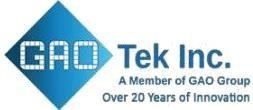 GAO Tek Inc.
A Member of GAO Group
Over 20 Years of Innovation